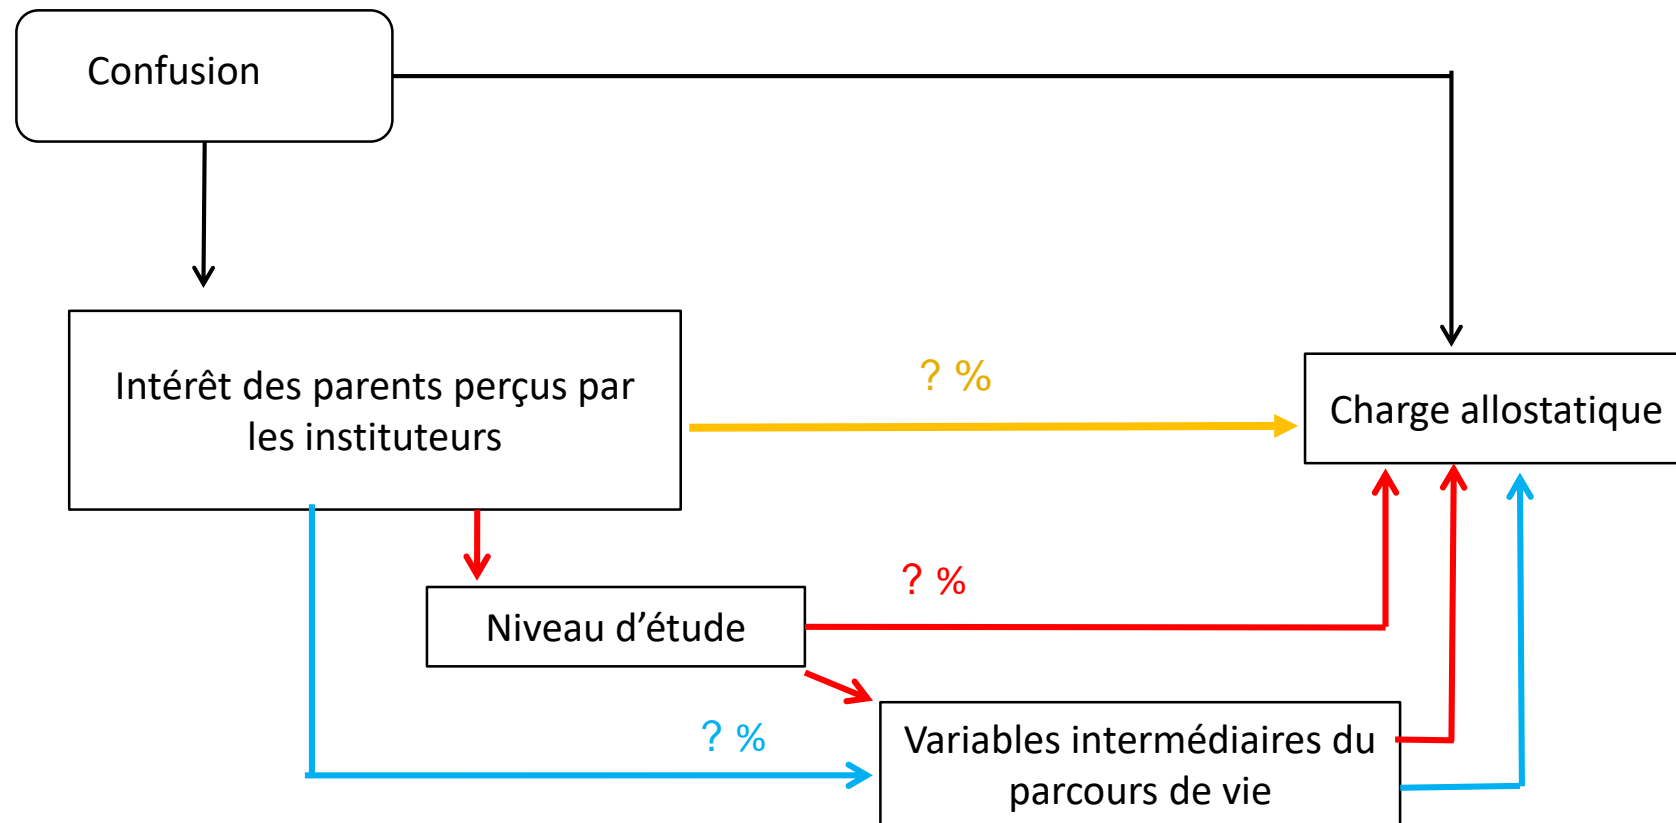 Confusion
Intérêt des parents perçus par
les instituteurs
? %
Charge allostatique
? %
Niveau d’étude
? %
Variables intermédiaires du
parcours de vie